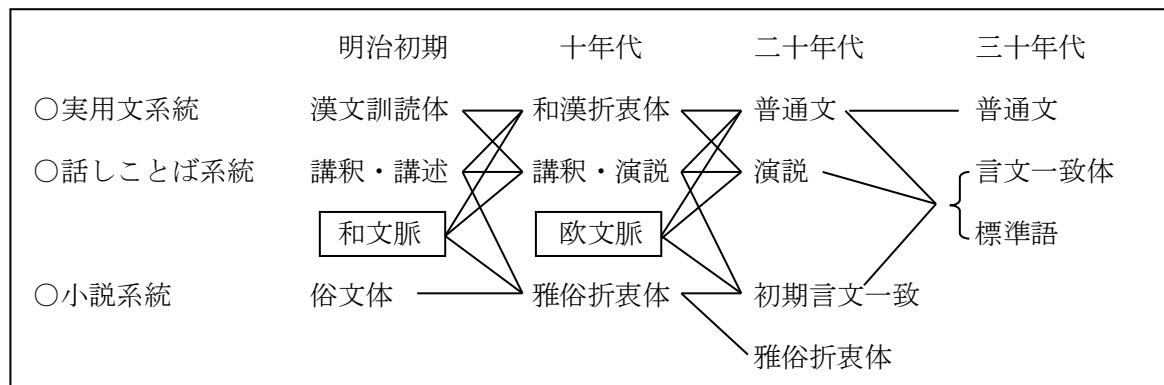 明治初期 十年代 二十年代 三十年代
○実用文系統 漢文訓読体 和漢折衷体 普通文 普通文
○話しことば系統 講釈・講述 講釈・演説 演説 言文一致体
和文脈 欧文脈 標準語
○小説系統 俗文体 雅俗折衷体 初期言文一致
雅俗折衷体